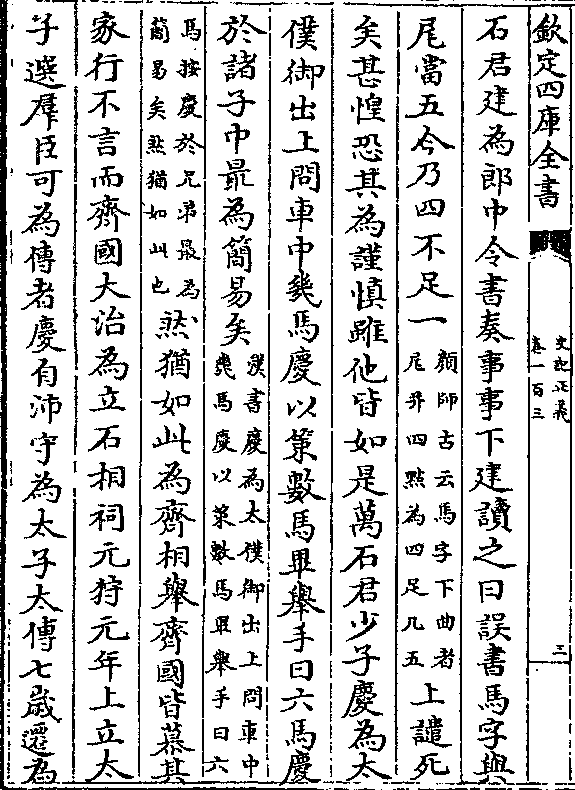 欽定四庫全書
史記正義
卷一百三
三
石君建為郎中令書奏事事下建讀之曰誤書馬字與
尾當五今乃四不足一
顏師古云馬字下曲者
尾并四點為四足凡五
上譴死
矣甚惶恐其為謹慎雖他皆如是萬石君少子慶為太
僕御出上問車中幾馬慶以策數馬畢舉手曰六馬慶
於諸子中最為簡易矣
漢書慶為太僕御出上問車中
幾馬慶以策數馬畢舉手曰六
馬按慶於兄弟最為
簡易矣然猶如此也
然猶如此為齊相舉齊國皆慕其
家行不言而齊國大治為立石相祠元狩元年上立太
子選羣臣可為傅者慶自沛守為太子太傅七歲遷為